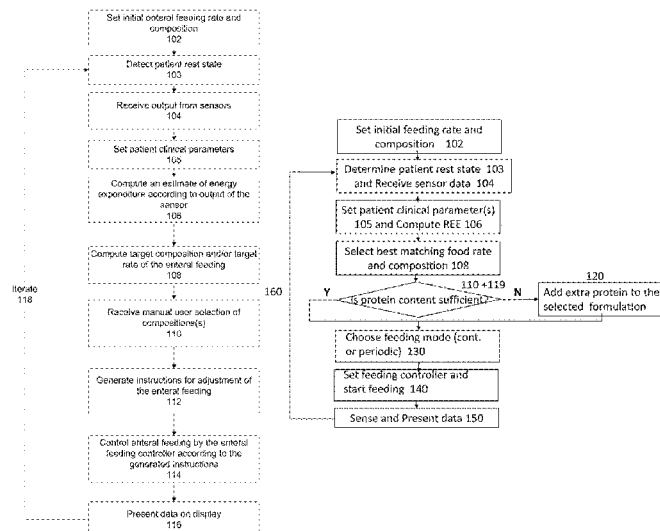 Set initial enteral feeding rate and
composition
102
Detect patient rest state
103
Receive output from sensors
104
Set patient clinical parameters
105
Compute an estimate of energy
expenditure according to output of the
sensor
106
Compute target composition and/or target
rate of the enteral feeding
108
Receive manual user selection of
compositions(s)
110
Generate instructions for adjustment of
the enteral feeding
112
Control enteral feeding by the enteral
feeding controller according to the
generated instructions
114
Present data on display
116
Iterate
118
Set initial feeding rate and
composition 102
Determine patient rest state 103
and Receive sensor data 104
Set patient clinical parameter(s)
105 and Compute REE 106
Select best matching food rate
and composition 108
160
110 +119
Y
Is protein content sufficient?
N
120
Add extra protein to the
selected formulation
Choose feeding mode (cont.
or periodic) 130
Set feeding controller and
start feeding 140
Sense and Present data 150